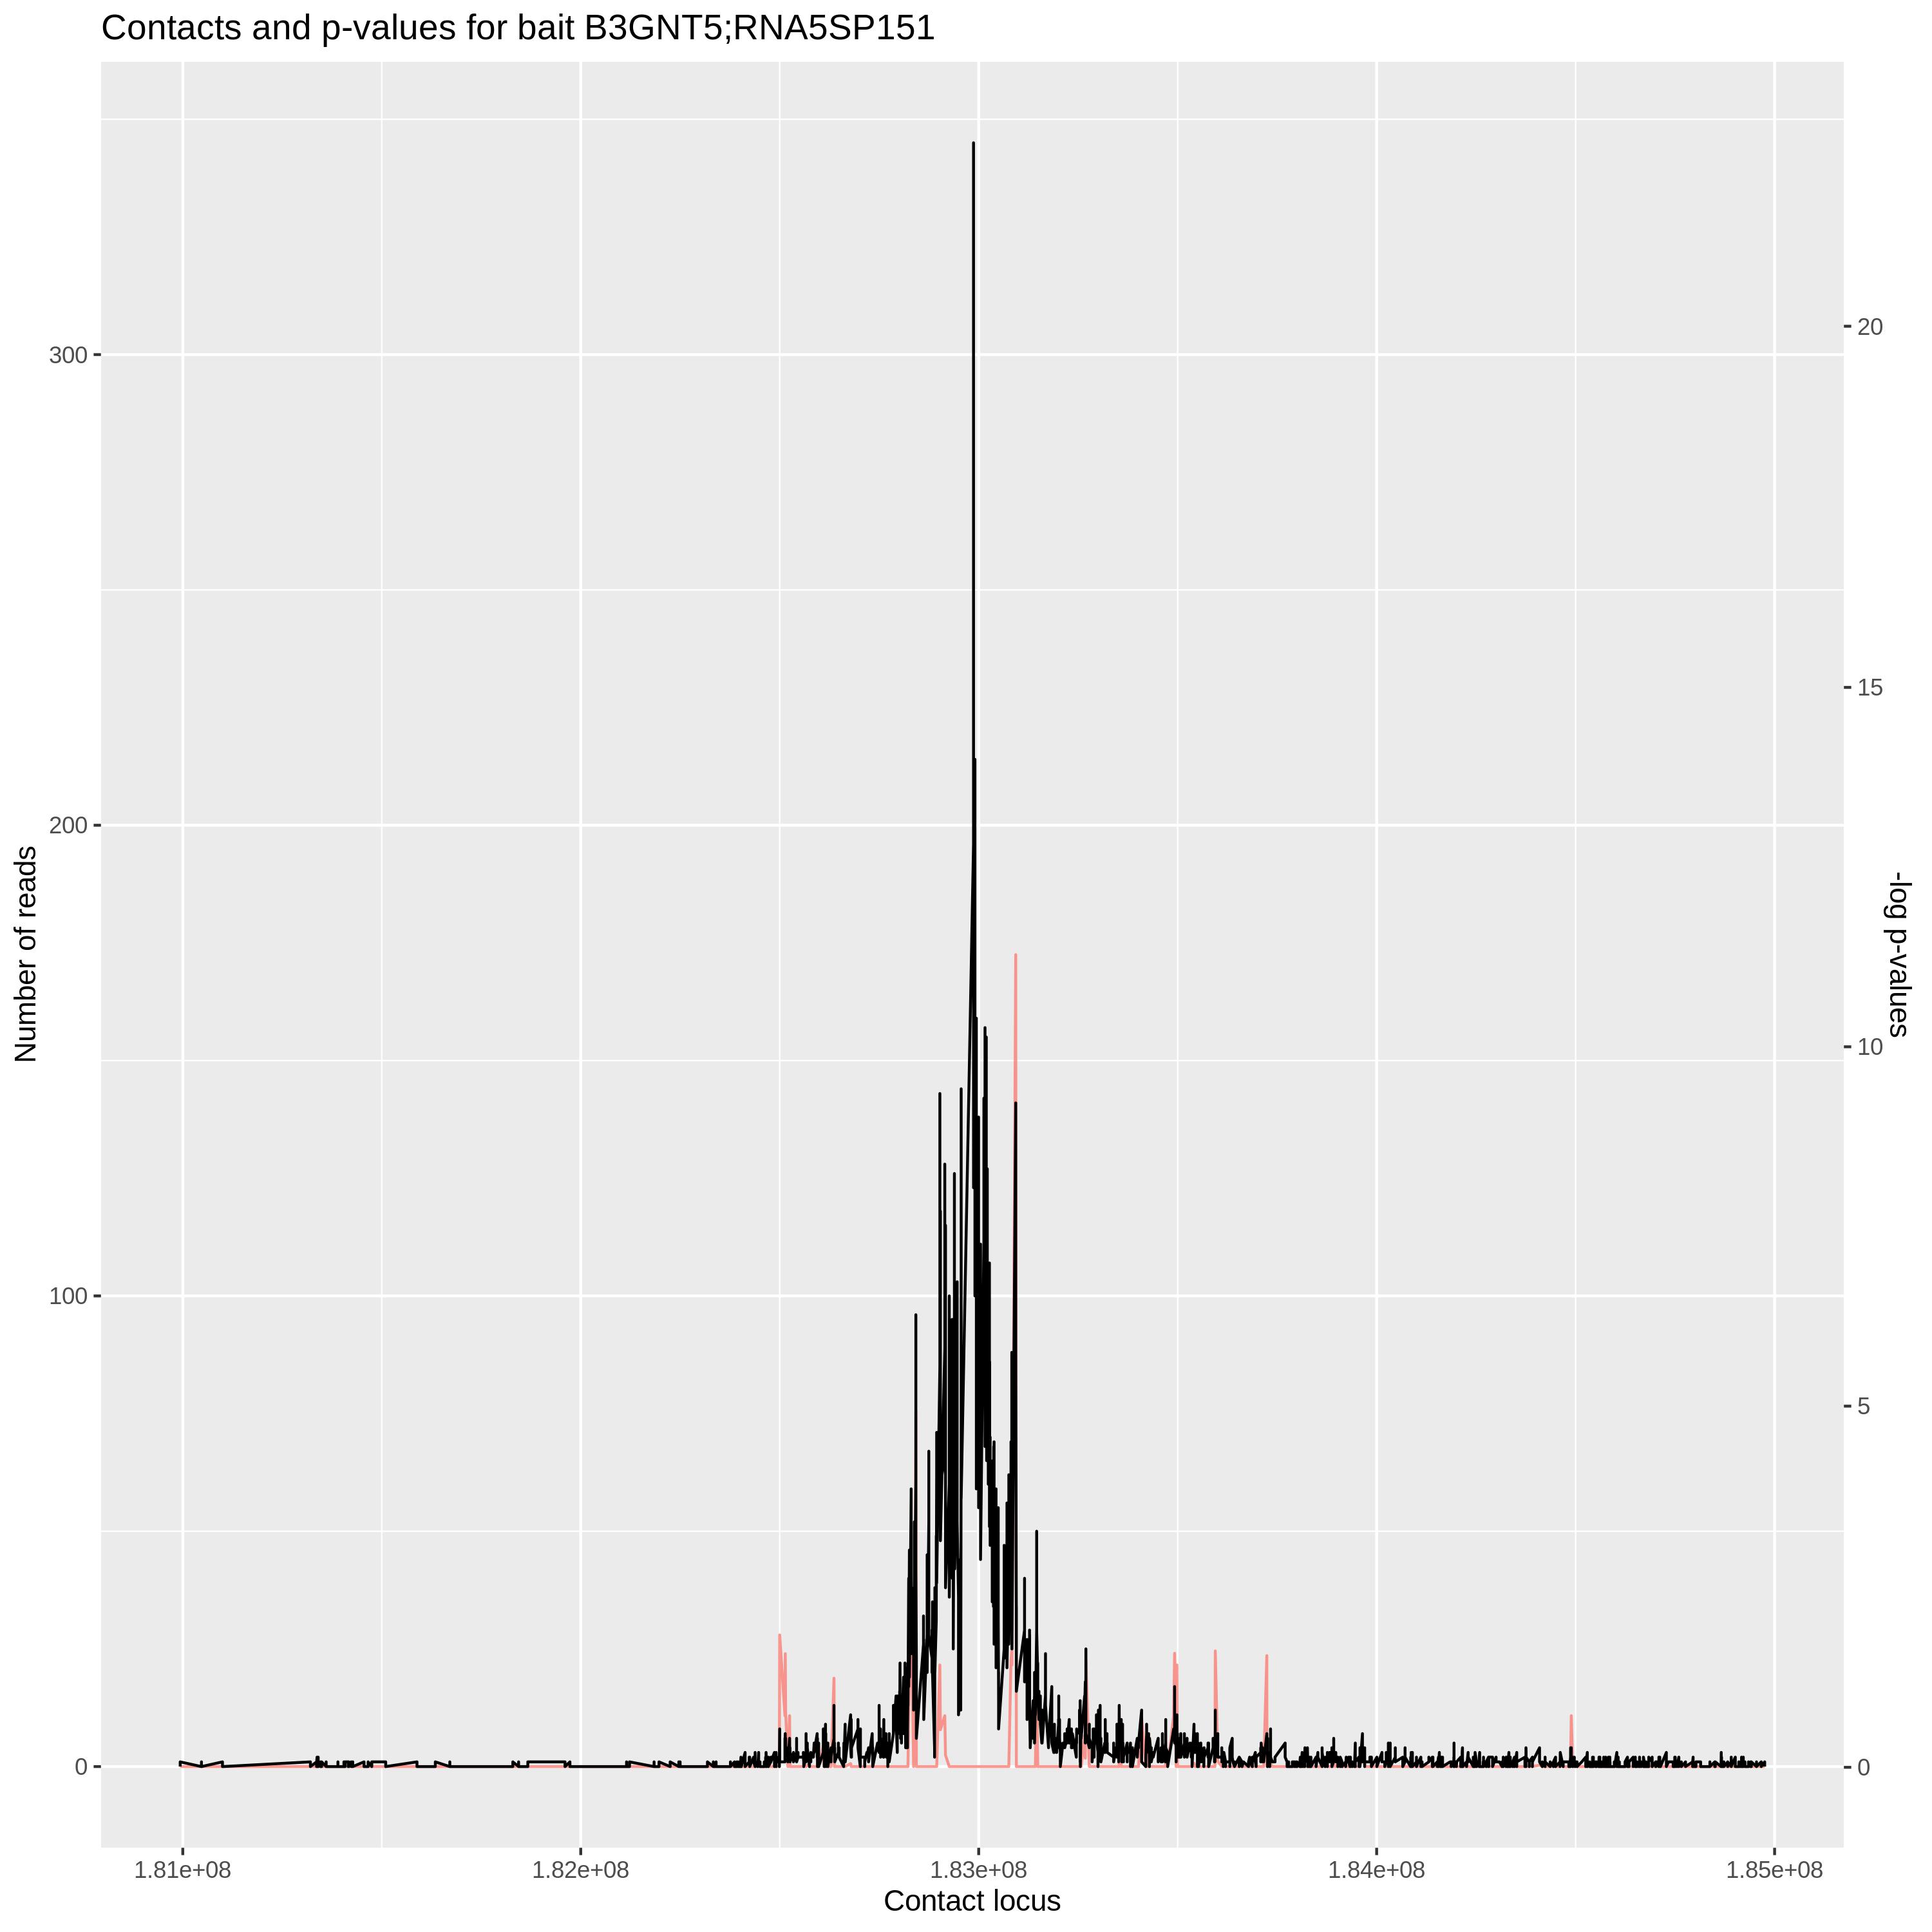 Contacts and p-values for bait B3GNT5;RNA5SP151
300
200
100
0
Number of reads
20
15
10
5
0
-log p-values
1.81e+08
1.82e+08
1.83e+08
1.84e+08
1.85e+08
Contact locus